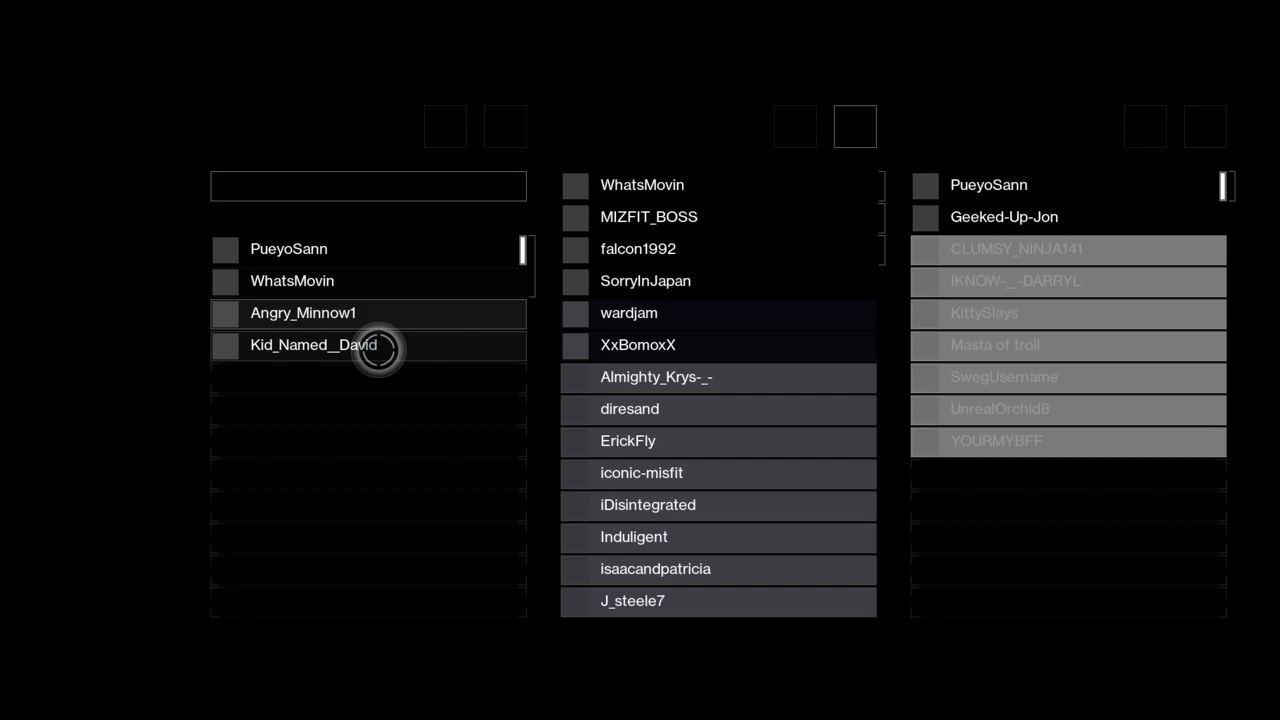 PueyoSann
WhatsMovin
Angry_Minnow1
Kid_Named__David
WhatsMovin
MIZFIT_BOSS
falcon1992
SorryInJapan
wardjam
XxBomoxX
Almighty_Krys-_-
diresand
ErickFly
iconic-misfit
iDisintegrated
Induligent
isaacandpatricia
J_steele7
PueyoSann
Geeked-Up-Jon
CLUMSY_NINJA141
IKNOW-__-DARRYL
KittySlays
Masta of troll
SwegUsername
UnrealOrchid8
YOURMYBFF